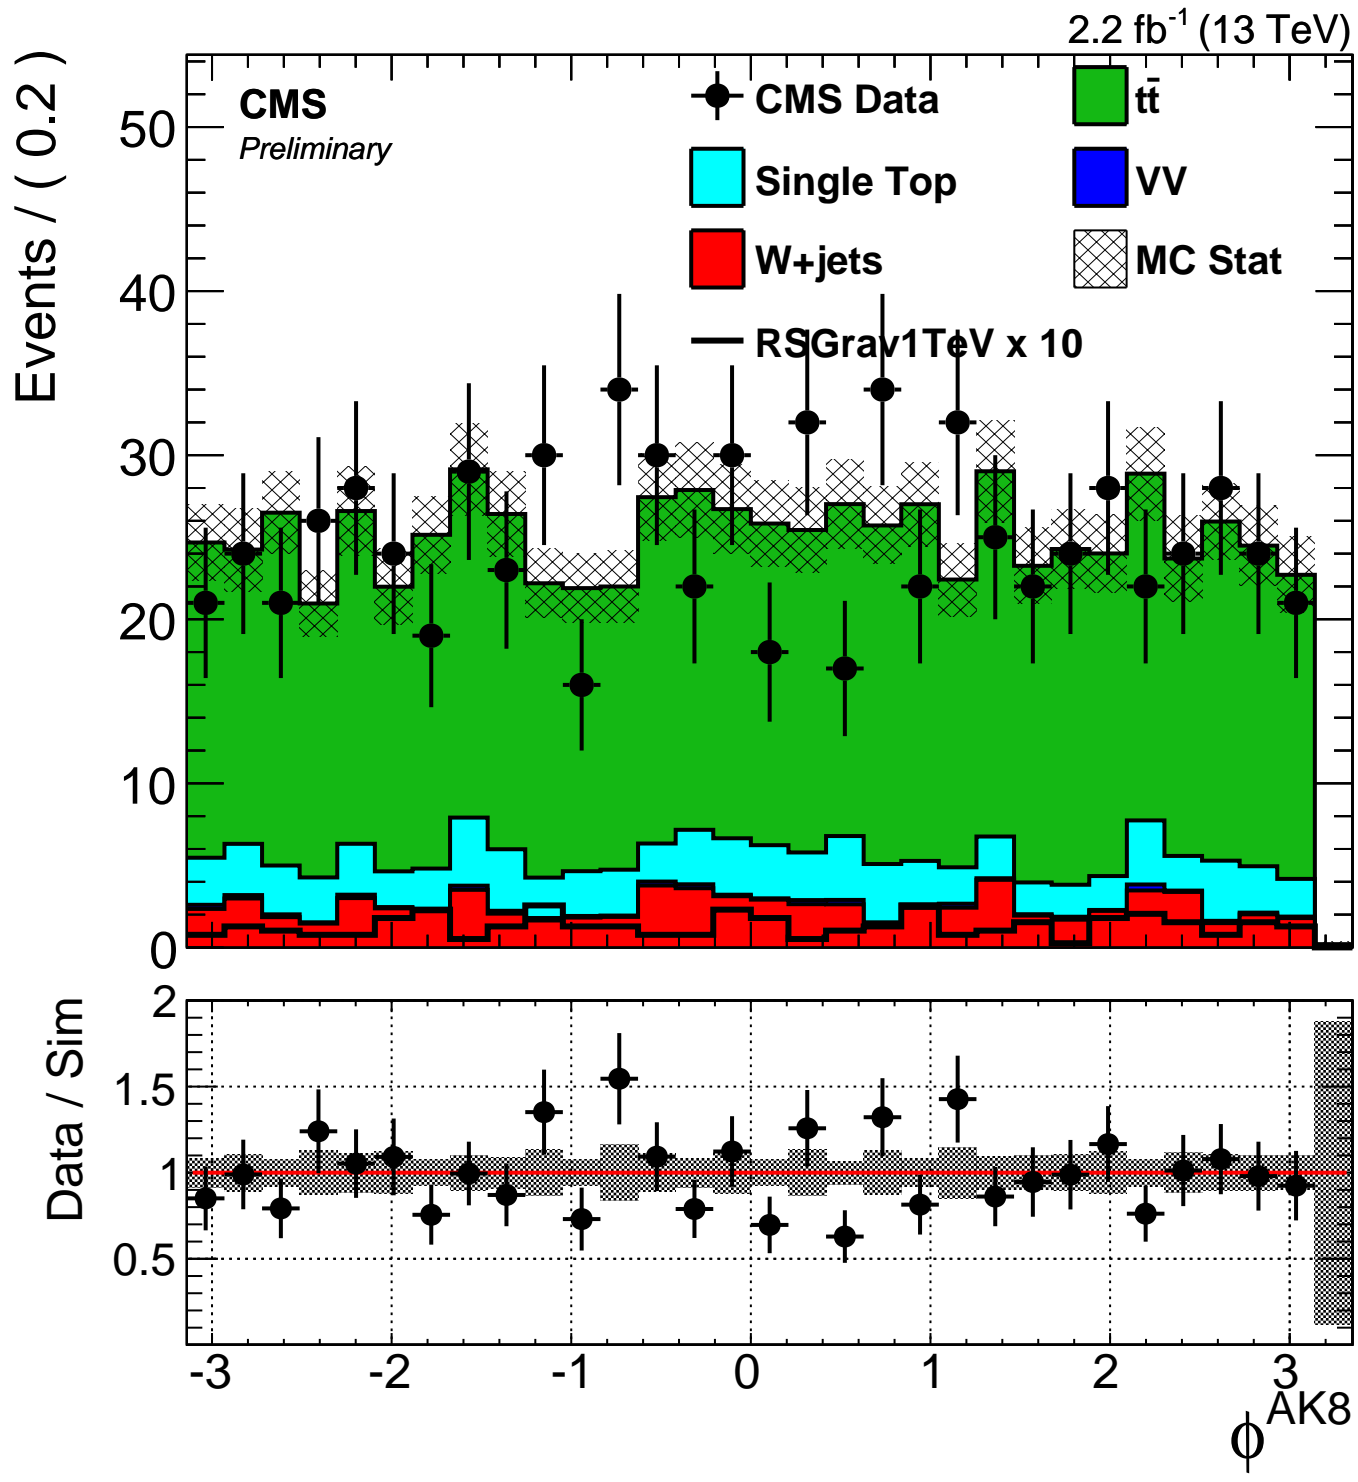 2.2 fb⁻¹ (13 TeV)
Events / ( 0.2 )
CMS
Preliminary
CMS Data
tt̄
Single Top
VV
W+jets
MC Stat
RSGrav1TeV x 10
50
40
30
20
10
0
Data / Sim
2
1.5
1
0.5
-3 -2 -1 0 1 2 3
ϕ^AK8